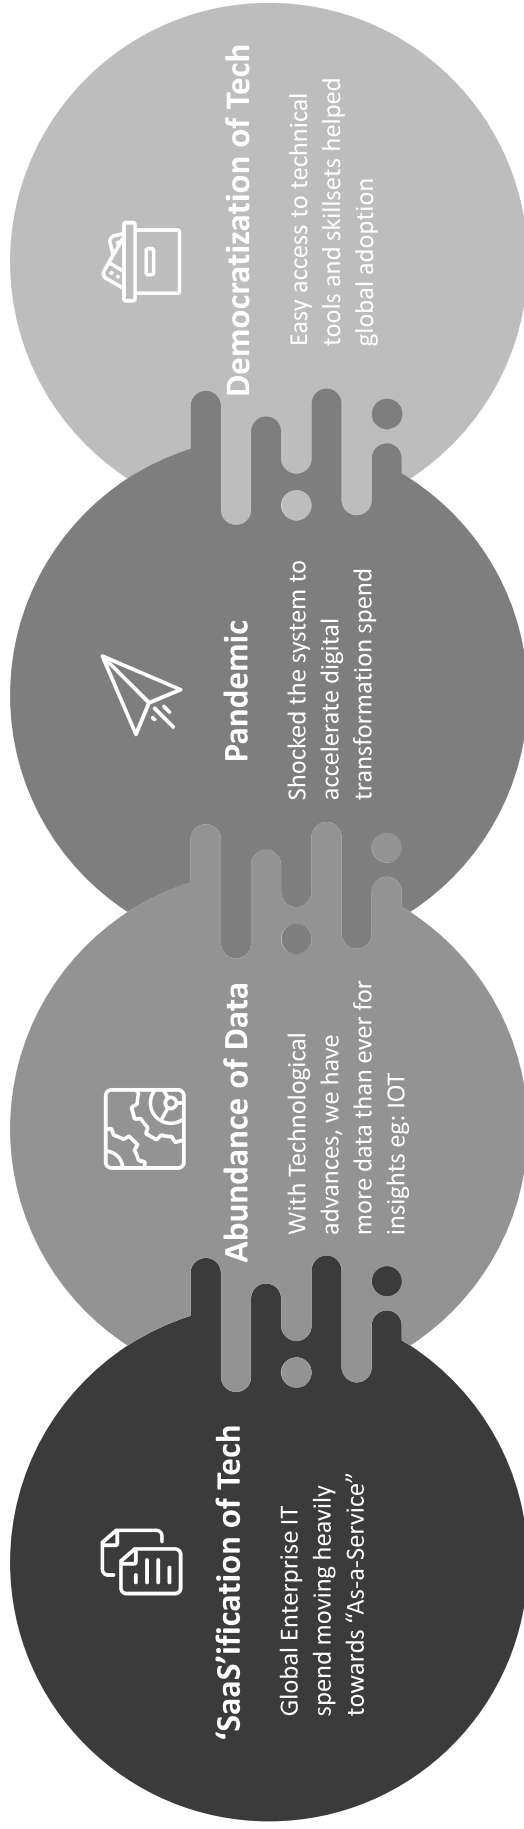 ‘SaaS’ification of Tech
Global Enterprise IT
spend moving heavily
towards “As-a-Service”
Abundance of Data
With Technological
advances, we have
more data than ever for
insights eg: IOT
Pandemic
Shocked the system to
accelerate digital
transformation spend
Democratization of Tech
Easy access to technical
tools and skillsets helped
global adoption